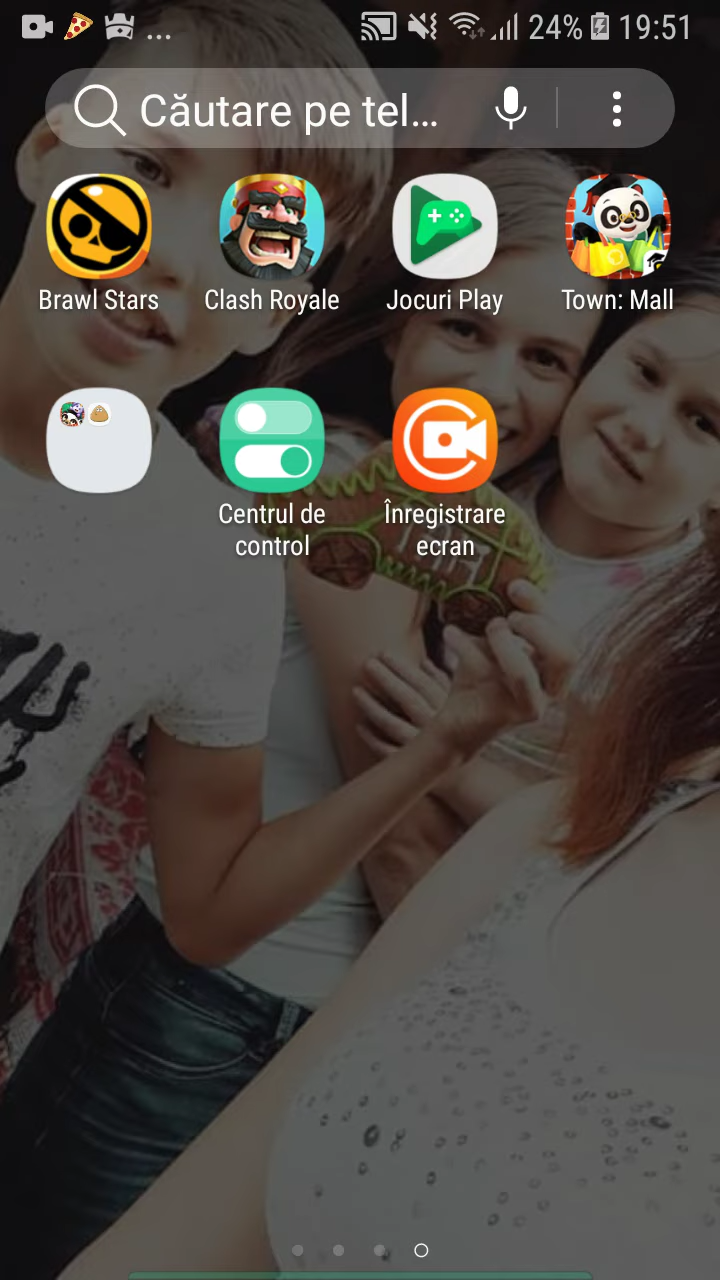 ... 24% 19:51
Căutare pe tel...
Brawl Stars Clash Royale Jocuri Play Town: Mall
Centrul de control Înregistrare ecran